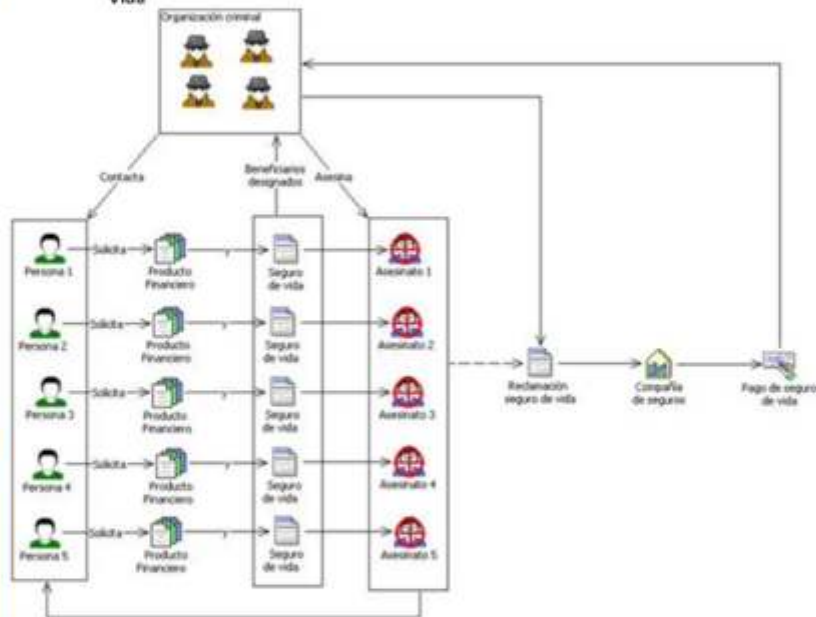 Vida
Organización criminal
Contacta
Beneficiarios
designados
Asesina
Persona 1
Solicita
Producto
Financiero
y
Seguro
de vida
Asesinato 1
Persona 2
Solicita
Producto
Financiero
y
Seguro
de vida
Asesinato 2
Reclamación
seguro de vida
Compañía
de seguros
Pago de seguro
de vida
Persona 3
Solicita
Producto
Financiero
y
Seguro
de vida
Asesinato 3
Persona 4
Solicita
Producto
Financiero
y
Seguro
de vida
Asesinato 4
Persona 5
Solicita
Producto
Financiero
y
Seguro
de vida
Asesinato 5